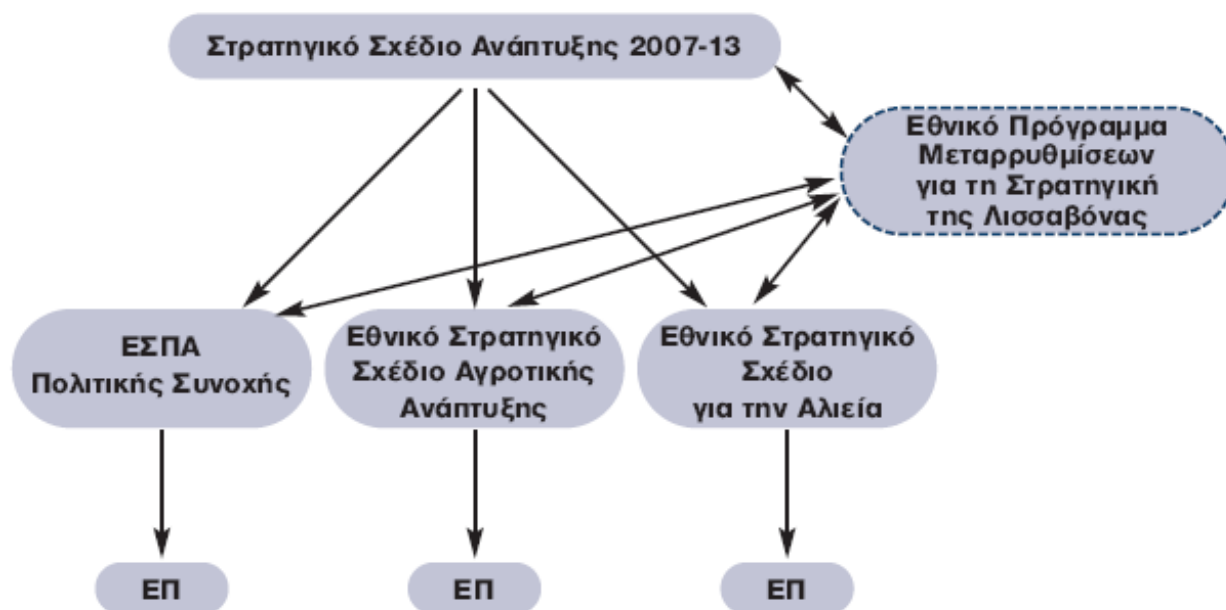 Στρατηγικό Σχέδιο Ανάπτυξης 2007-13
Εθνικό Πρόγραμμα
Μεταρρυθμίσεων
για τη Στρατηγική
της Λισσαβόνας
ΕΣΠΑ
Πολιτικής Συνοχής
Εθνικό Στρατηγικό
Σχέδιο Αγροτικής
Ανάπτυξης
Εθνικό Στρατηγικό
Σχέδιο
για την Αλιεία
ΕΠ
ΕΠ
ΕΠ